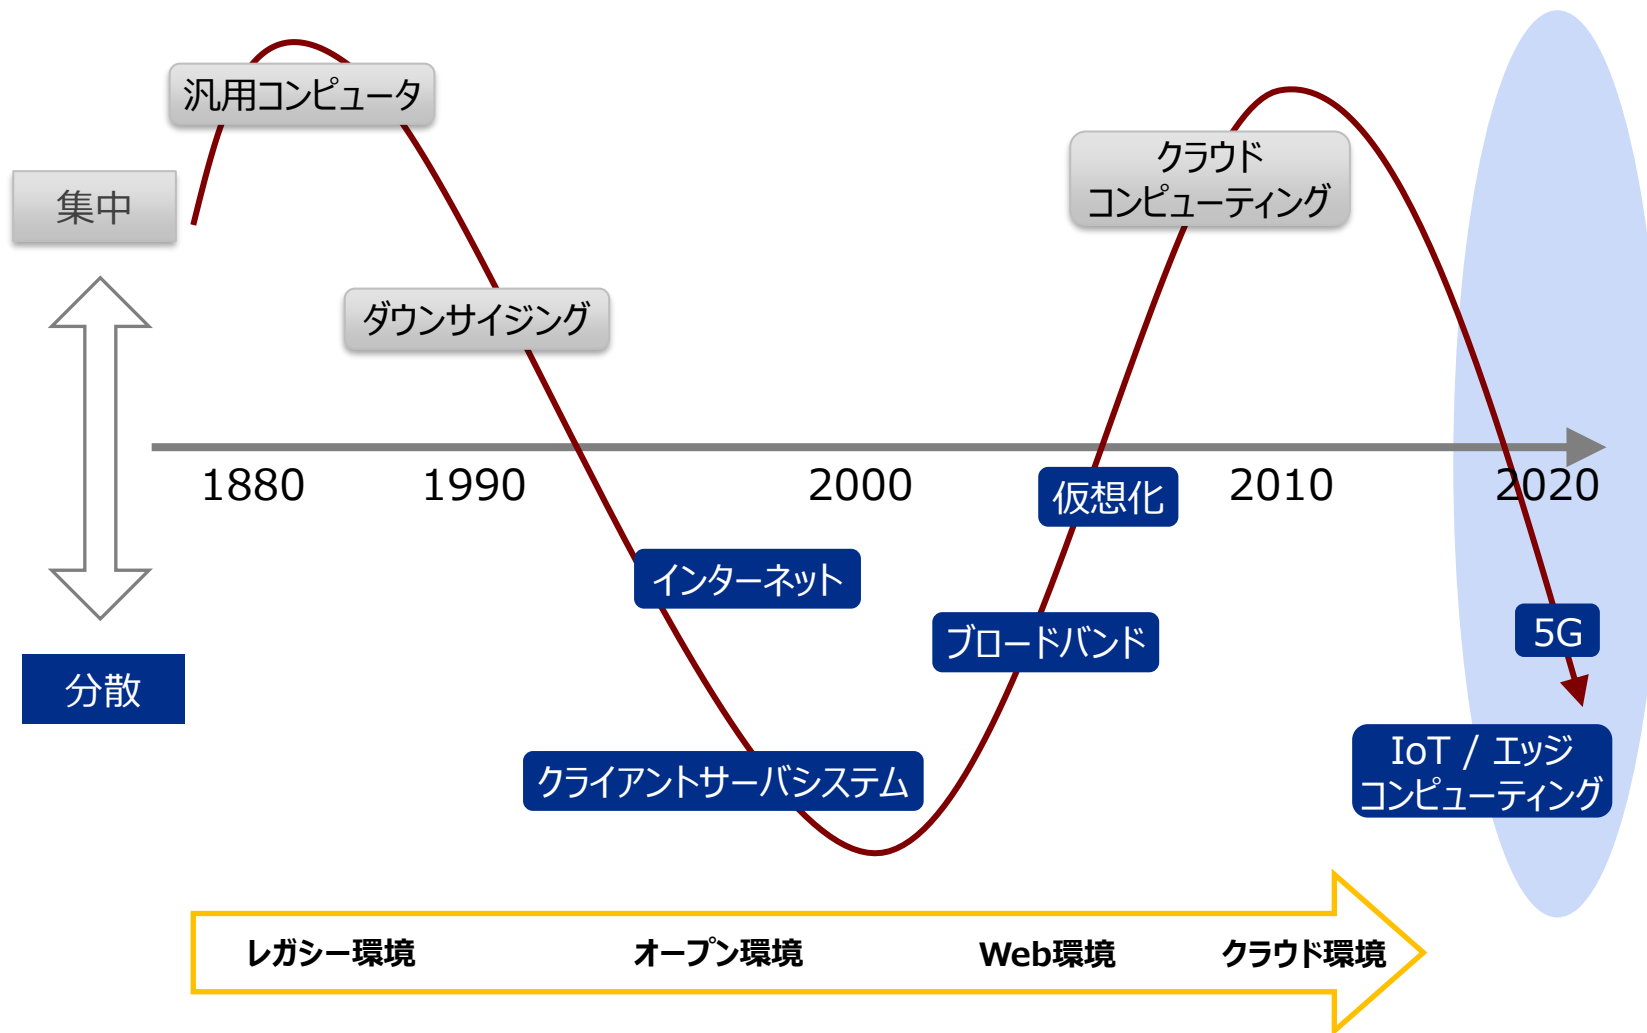 汎用コンピュータ
クラウド
コンピューティング
集中
ダウンサイジング
1880
1990
2000
2010
2020
仮想化
インターネット
ブロードバンド
5G
分散
クライアントサーバシステム
IoT / エッジ
コンピューティング
レガシー環境
オープン環境
Web環境
クラウド環境